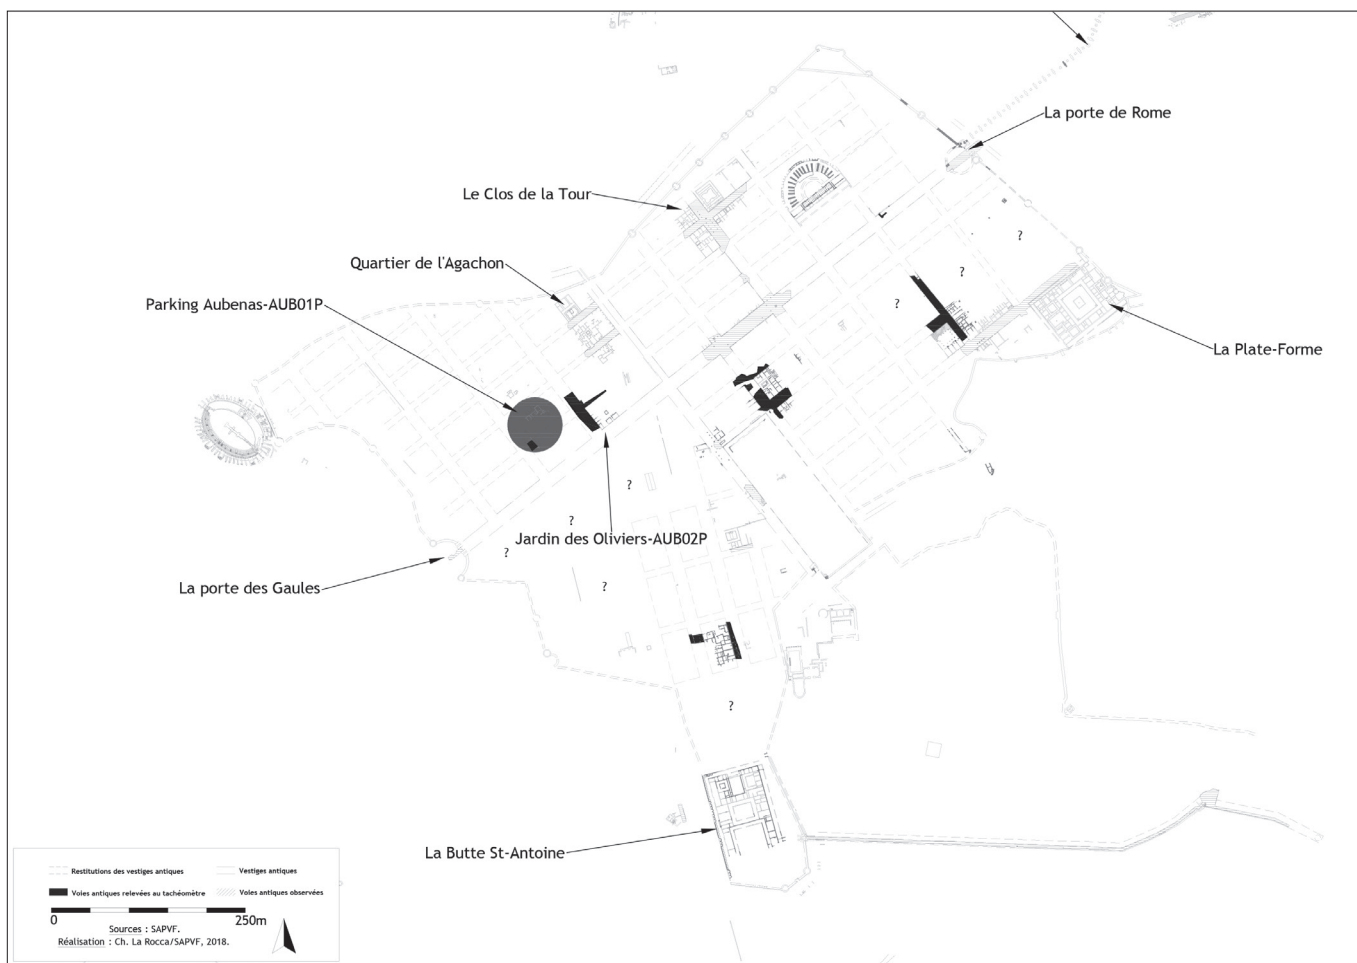 La porte de Rome
Le Clos de la Tour
?
Quartier de l'Agachon
?
Parking Aubenas-AUB01P
?
La Plate-Forme
?
?
Jardin des Oliviers-AUB02P
?
La porte des Gaules
?
?
La Butte St-Antoine
Restitutions des vestiges antiques
Vestiges antiques
Voies antiques relevées au tachéomètre
Voies antiques observées
0
250m
Sources : SAPVF.
Réalisation : Ch. La Rocca/SAPVF, 2018.